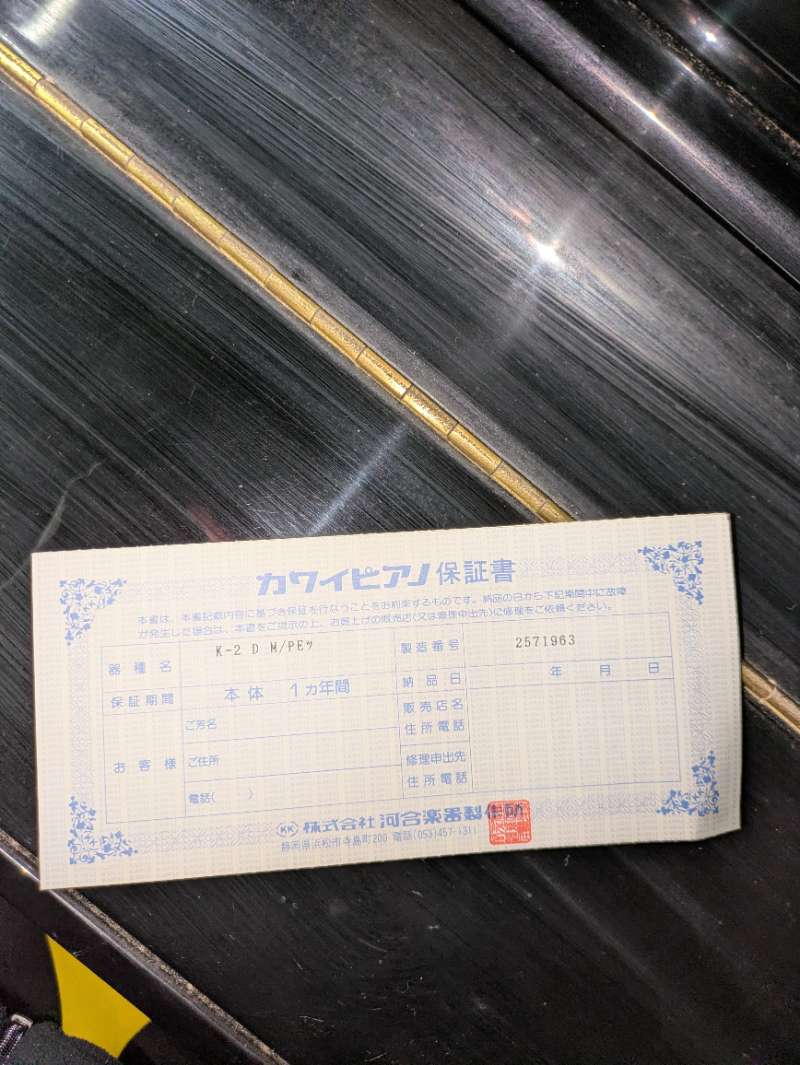 カワイピアノ保証書
本書は、本書記載内容に基づき保証を行なうことをお約束するものです。納品の日から下記期間中に故障
が発生した場合は、本書をご提示の上、お買上げの販売店(又は修理申出先)に修理をご依頼ください。
器種名 K-2 D M/PEツ 製造番号 2571963
保証期間 本体 1ヵ年間 納品日 年 月 日
お客様 ご芳名 販売店名 住所電話
ご住所 修理申出先 住所電話
電話( )
KK 株式会社 河合楽器製作所
静岡県浜松市寺島町200 電話(053)457-1311